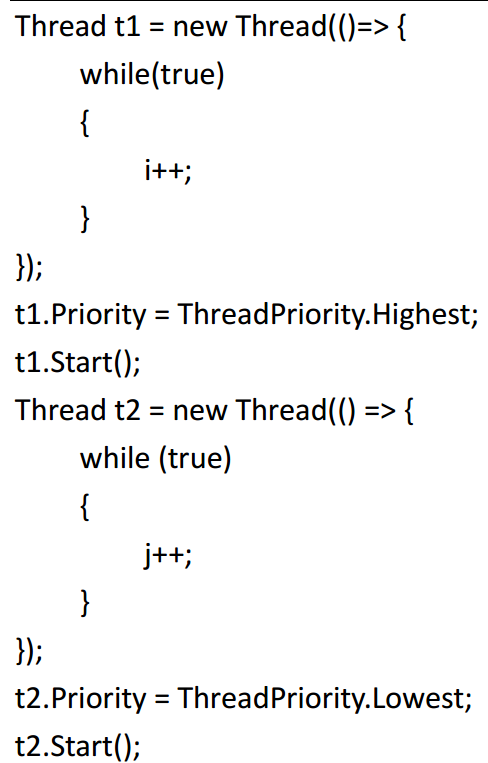 Thread t1 = new Thread(()=> {
while(true)
{
i++;
}
});
t1.Priority = ThreadPriority.Highest;
t1.Start();
Thread t2 = new Thread(() => {
while (true)
{
j++;
}
});
t2.Priority = ThreadPriority.Lowest;
t2.Start();